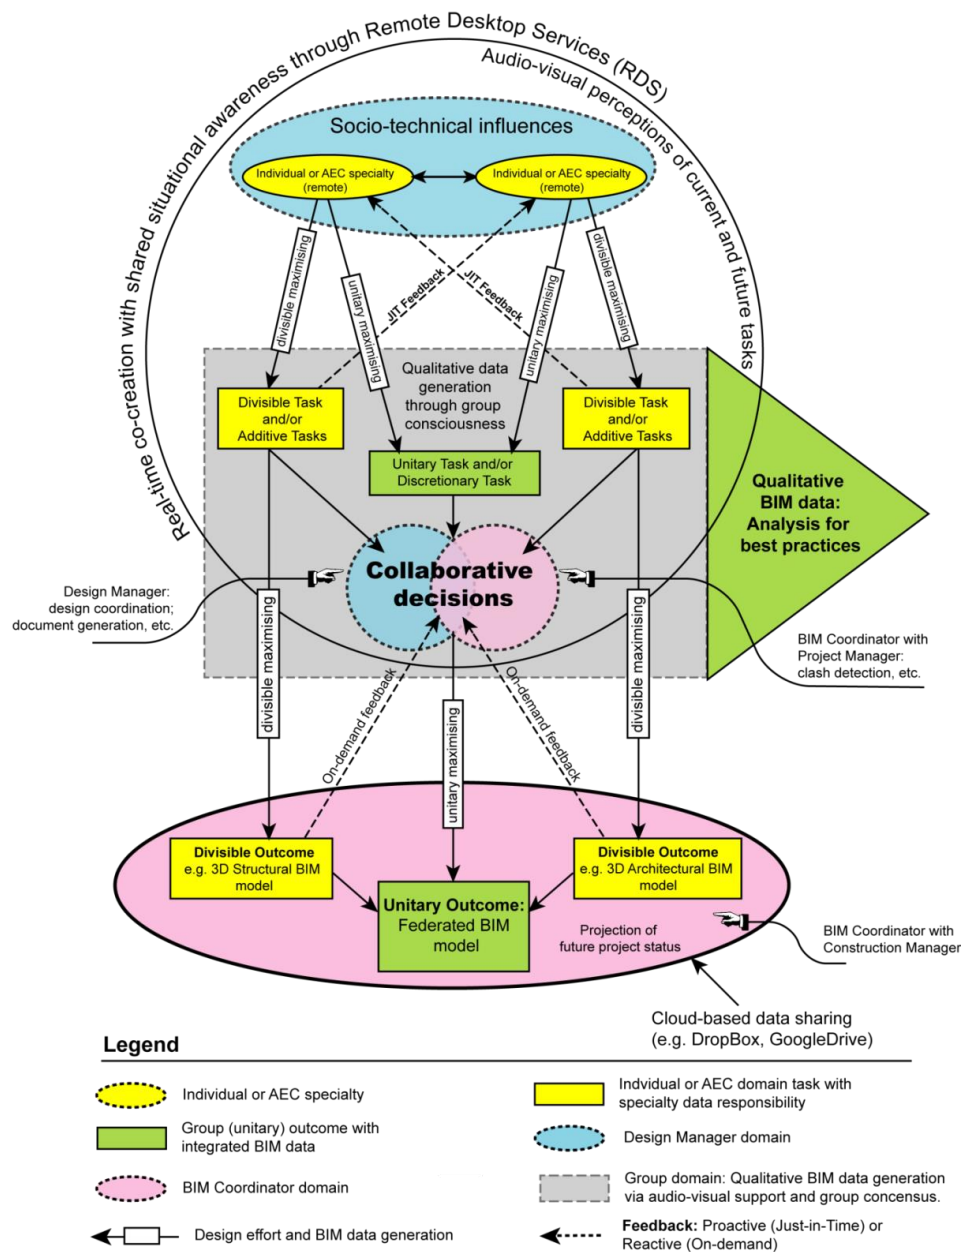 Real-time co-creation with shared situational awareness through Remote Desktop Services (RDS)
Audio-visual perceptions of current and future tasks
Socio-technical influences
Individual or AEC specialty
(remote)
Individual or AEC specialty
(remote)
divisible maximising
unitary maximising
JIT Feedback
JIT Feedback
unitary maximising
divisible maximising
Qualitative data
generation
through group
consciousness
Divisible Task
and/or
Additive Tasks
Divisible Task
and/or
Additive Tasks
Unitary Task and/or
Discretionary Task
Qualitative
BIM data:
Analysis for
best practices
Collaborative
decisions
Design Manager:
design coordination;
document generation, etc.
BIM Coordinator with
Project Manager:
clash detection, etc.
divisible maximising
On-demand feedback
unitary maximising
On-demand feedback
divisible maximising
Divisible Outcome
e.g. 3D Structural BIM
model
Divisible Outcome
e.g. 3D Architectural BIM
model
Unitary Outcome:
Federated BIM
model
Projection of
future project status
BIM Coordinator with
Construction Manager
Cloud-based data sharing
(e.g. DropBox, GoogleDrive)
Legend
Individual or AEC specialty
Indvidual or AEC domain task with
specialty data responsibility
Group (unitary) outcome with
integrated BIM data
Design Manager domain
BIM Coordinator domain
Group domain: Qualitative BIM data generation
via audio-visual support and group concensus.
Design effort and BIM data generation
Feedback: Proactive (Just-in-Time) or
Reactive (On-demand)